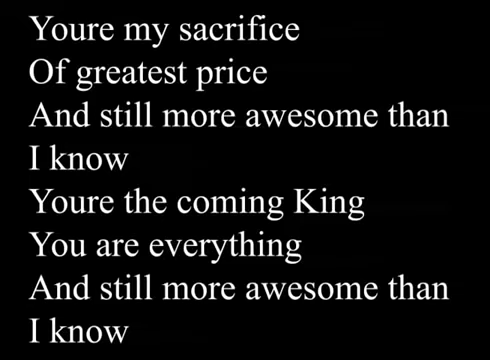 Youre my sacrifice
Of greatest price
And still more awesome than
I know
Youre the coming King
You are everything
And still more awesome than
I know